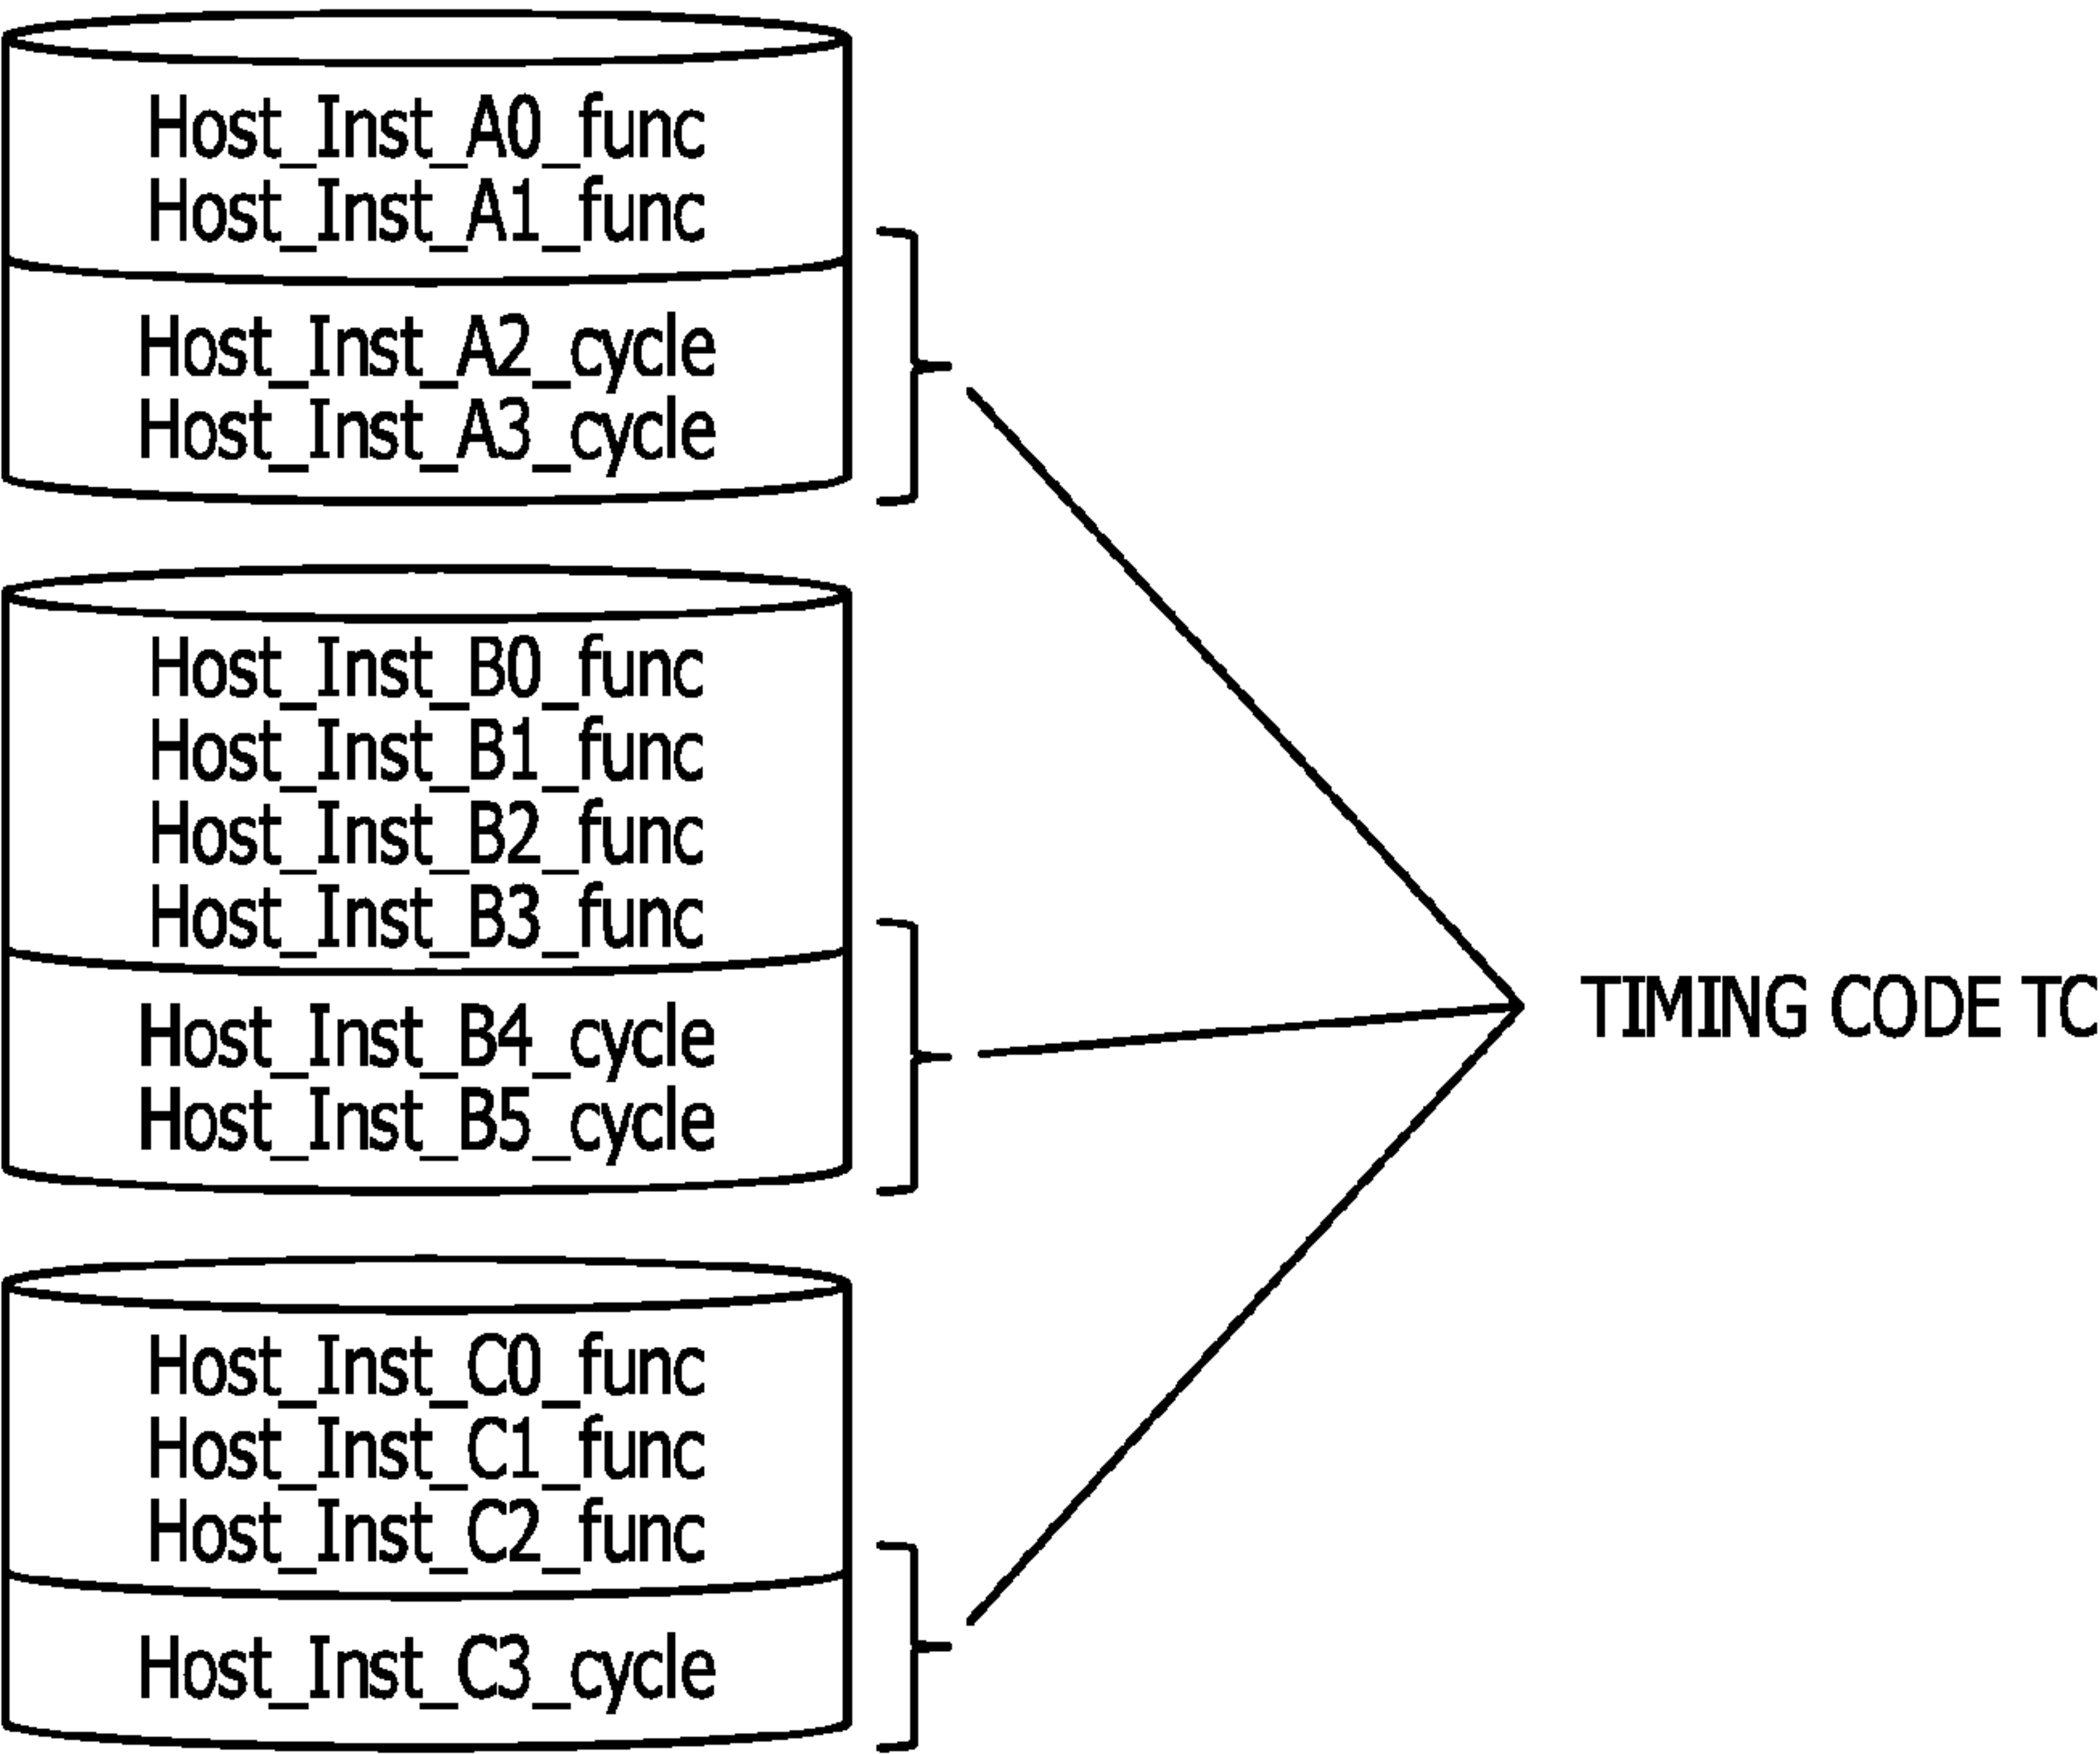 Host_Inst_A0_func
Host_Inst_A1_func
Host_Inst_A2_cycle
Host_Inst_A3_cycle
Host_Inst_B0_func
Host_Inst_B1_func
Host_Inst_B2_func
Host_Inst_B3_func
Host_Inst_B4_cycle
Host_Inst_B5_cycle
TIMING CODE TC
Host_Inst_C0_func
Host_Inst_C1_func
Host_Inst_C2_func
Host_Inst_C3_cycle